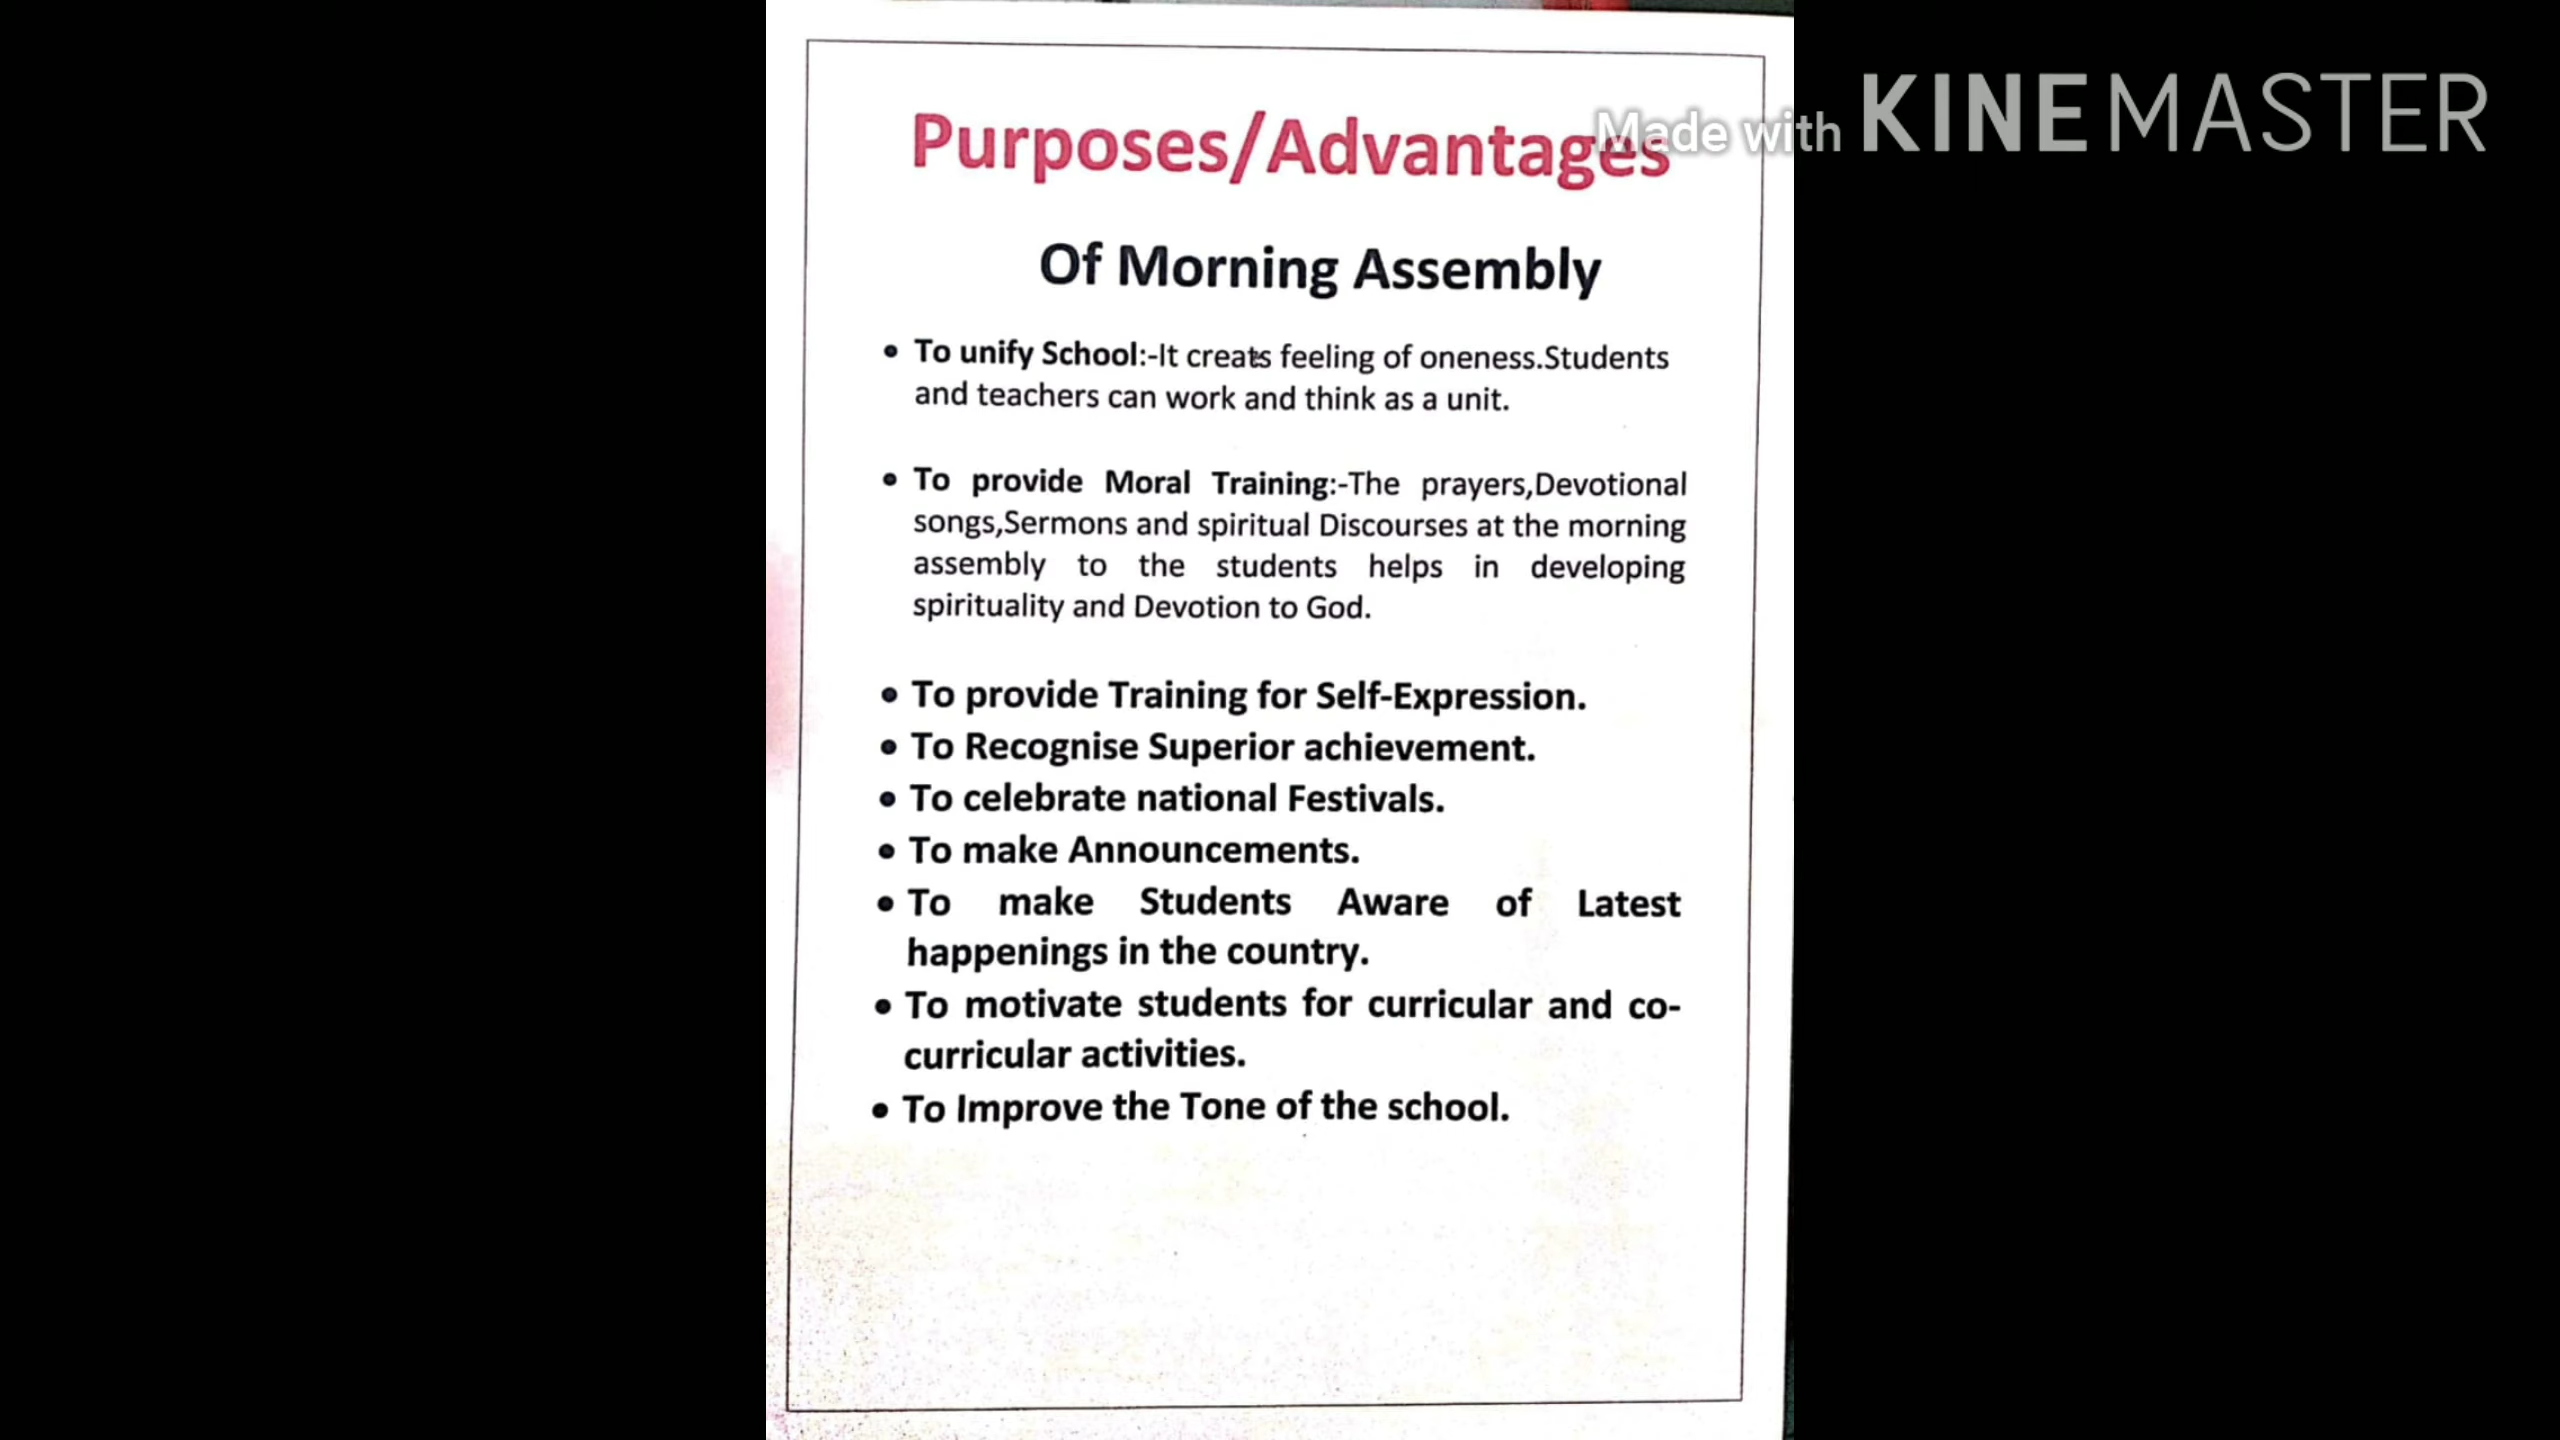 Purposes/Advantages
Made with KINEMASTER
Of Morning Assembly
• To unify School:-It creats feeling of oneness.Students
and teachers can work and think as a unit.
• To provide Moral Training:-The prayers,Devotional
songs,Sermons and spiritual Discourses at the morning
assembly to the students helps in developing
spirituality and Devotion to God.
• To provide Training for Self-Expression.
• To Recognise Superior achievement.
• To celebrate national Festivals.
• To make Announcements.
• To make Students Aware of Latest
happenings in the country.
• To motivate students for curricular and co-
curricular activities.
• To Improve the Tone of the school.